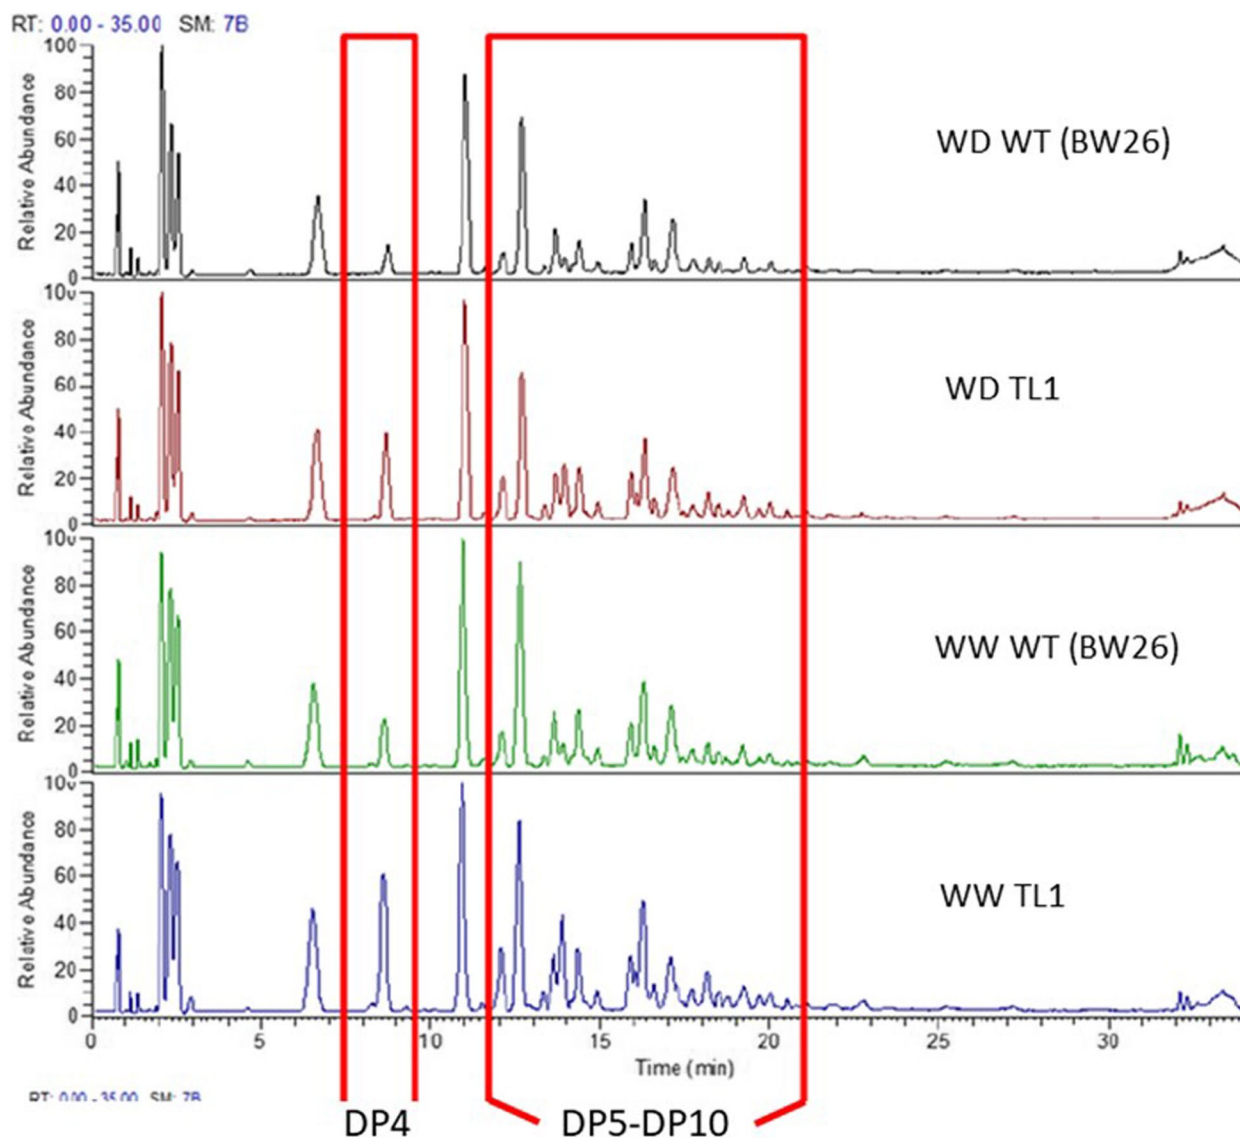 RT: 0.00 - 35.00 SM: 7B
100
80
60
40
20
0
Relative Abundance
WD WT (BW26)
100
80
60
40
20
0
Relative Abundance
WD TL1
100
80
60
40
20
0
Relative Abundance
WW WT (BW26)
100
80
60
40
20
0
Relative Abundance
WW TL1
0 5 10 15 20 25 30
Time (min)
RT: 0.00 - 35.00 SM: 7B
DP4 DP5-DP10